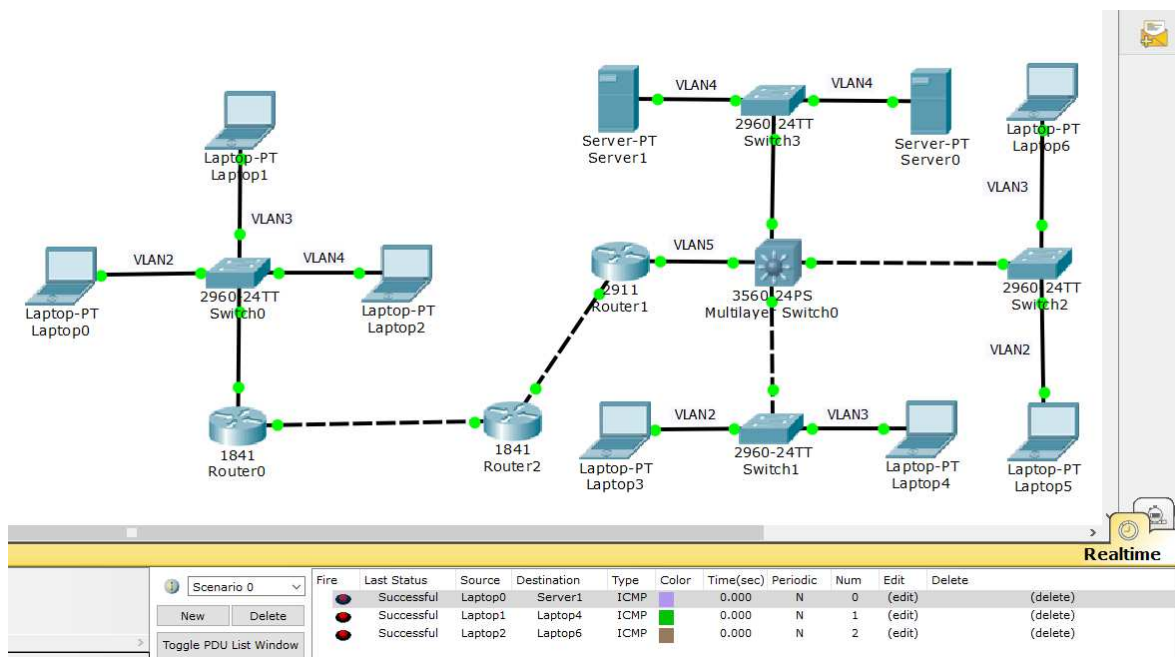 VLAN4
VLAN4
2960-24TT
Switch3
Server-PT
Server1
Server-PT
Server0
Laptop-PT
Laptop6
Laptop-PT
Laptop1
VLAN3
VLAN3
VLAN2
VLAN4
VLAN5
2960-24TT
Switch0
Laptop-PT
Laptop0
Laptop-PT
Laptop2
2911
Router1
3560-24PS
Multilayer Switch0
2960-24TT
Switch2
VLAN2
VLAN2
VLAN3
1841
Router0
1841
Router2
2960-24TT
Switch1
Laptop-PT
Laptop3
Laptop-PT
Laptop4
Laptop-PT
Laptop5
Realtime
Scenario 0
New Delete
Toggle PDU List Window
Fire Last Status Source Destination Type Color Time(sec) Periodic Num Edit Delete
Successful Laptop0 Server1 ICMP 0.000 N 0 (edit) (delete)
Successful Laptop1 Laptop4 ICMP 0.000 N 1 (edit) (delete)
Successful Laptop2 Laptop6 ICMP 0.000 N 2 (edit) (delete)